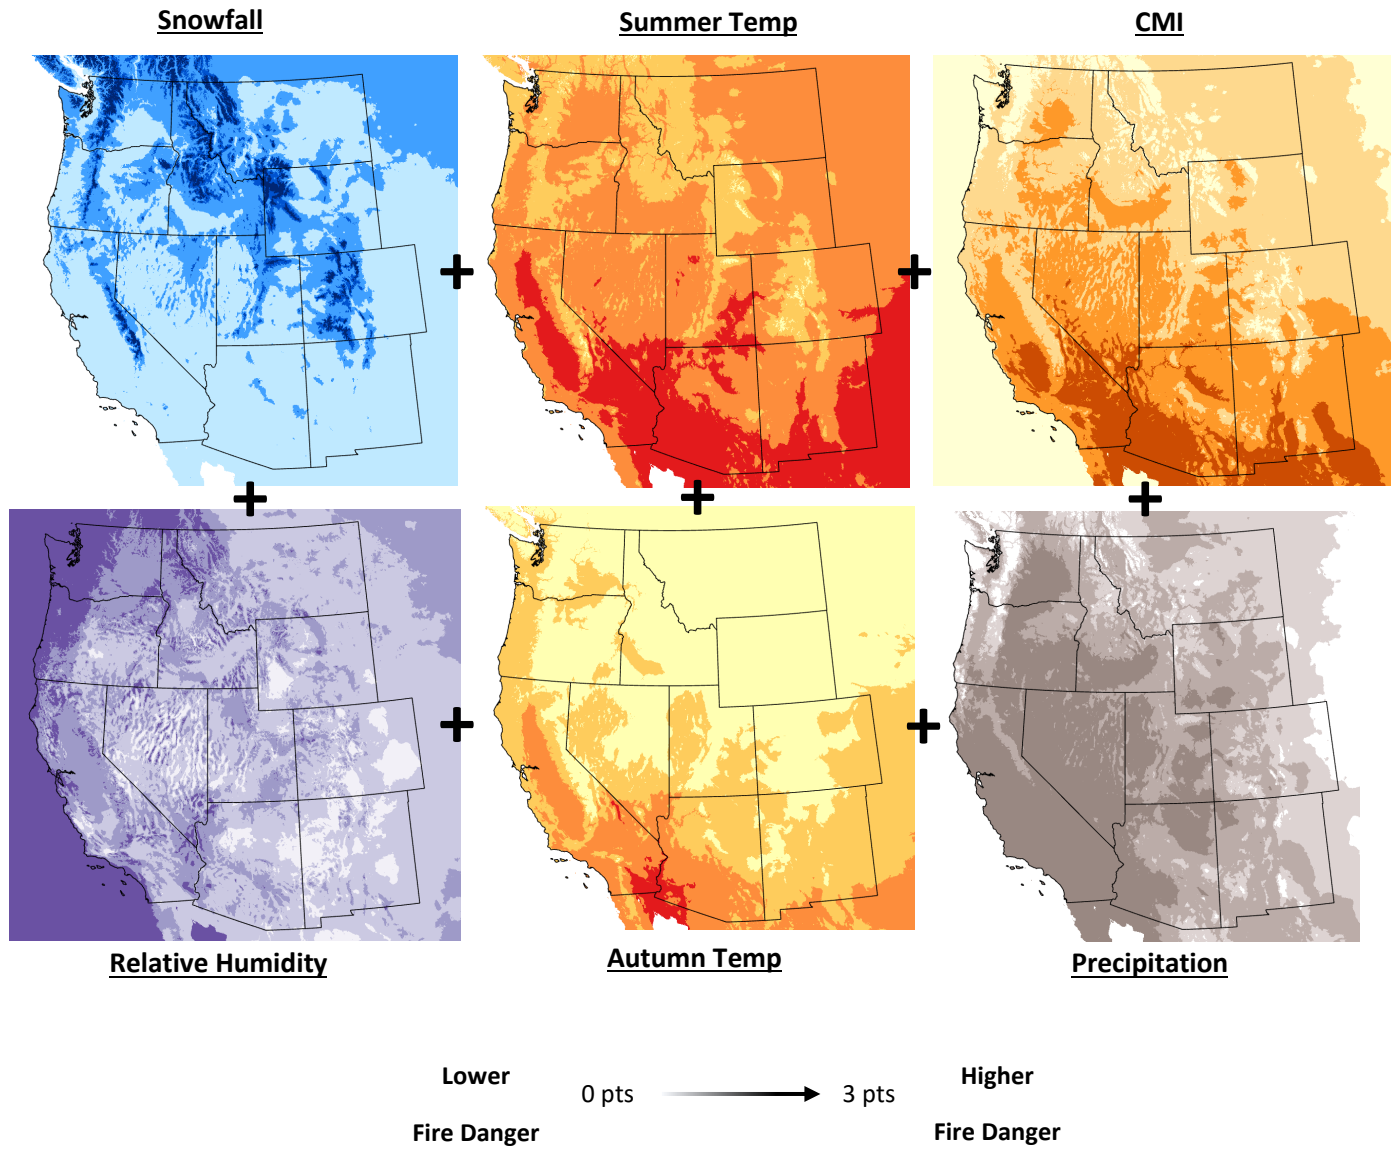 Snowfall
Summer Temp
CMI
+
+
+
+
+
+
+
Relative Humidity
Autumn Temp
Precipitation
Lower
Fire Danger
0 pts
3 pts
Higher
Fire Danger